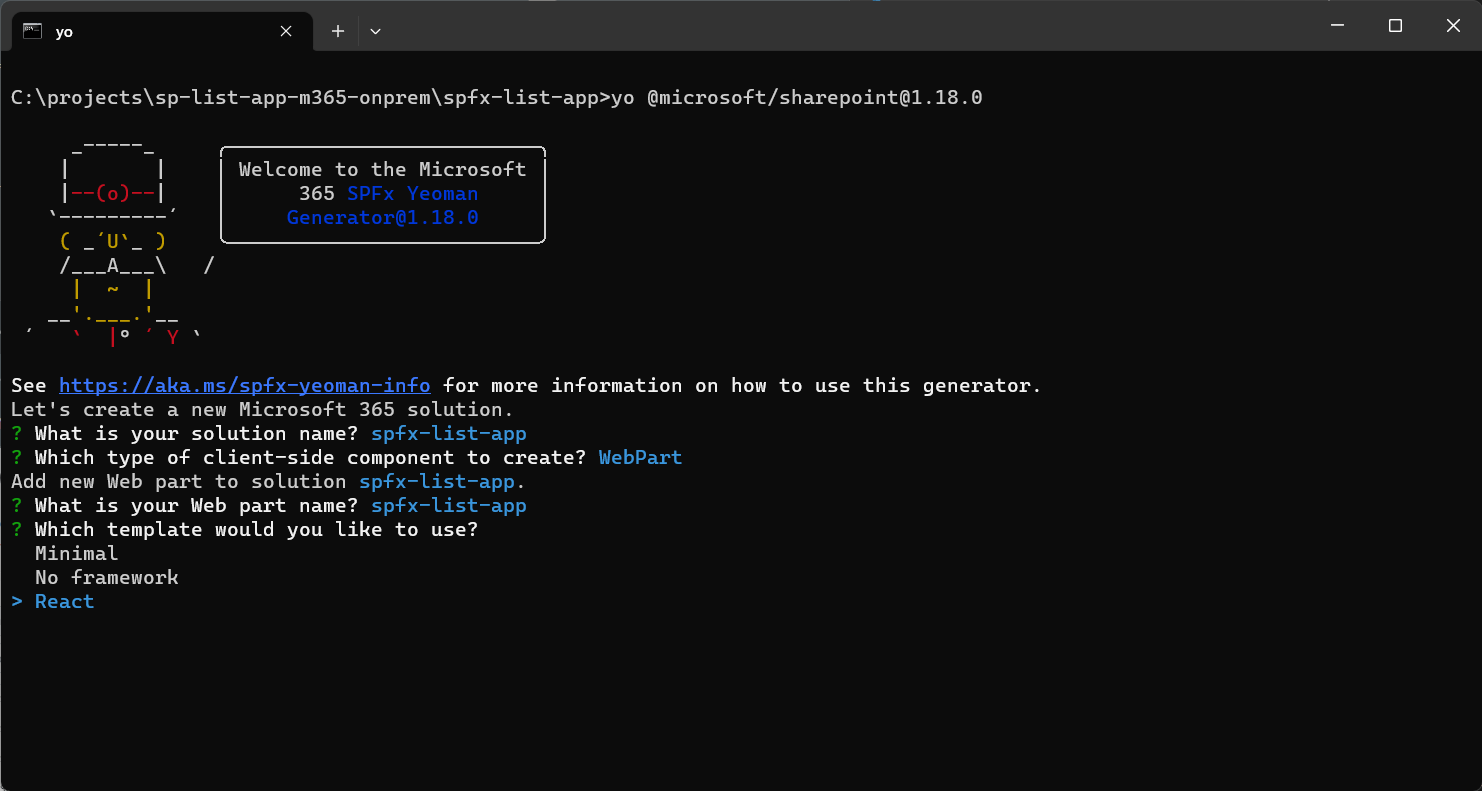 yo
C:\projects\sp-list-app-m365-onprem\spfx-list-app>yo @microsoft/sharepoint@1.18.0
     _-----_
    |       |
    |--(o)--|
   `---------´
    ( _´U`_ )
    /___A___\   /
     |  ~  |
   __'.___.'__
 ´   `  |° ´ Y `
Welcome to the Microsoft
365 SPFx Yeoman
Generator@1.18.0
See https://aka.ms/spfx-yeoman-info for more information on how to use this generator.
Let's create a new Microsoft 365 solution.
? What is your solution name? spfx-list-app
? Which type of client-side component to create? WebPart
Add new Web part to solution spfx-list-app.
? What is your Web part name? spfx-list-app
? Which template would you like to use?
  Minimal
  No framework
> React